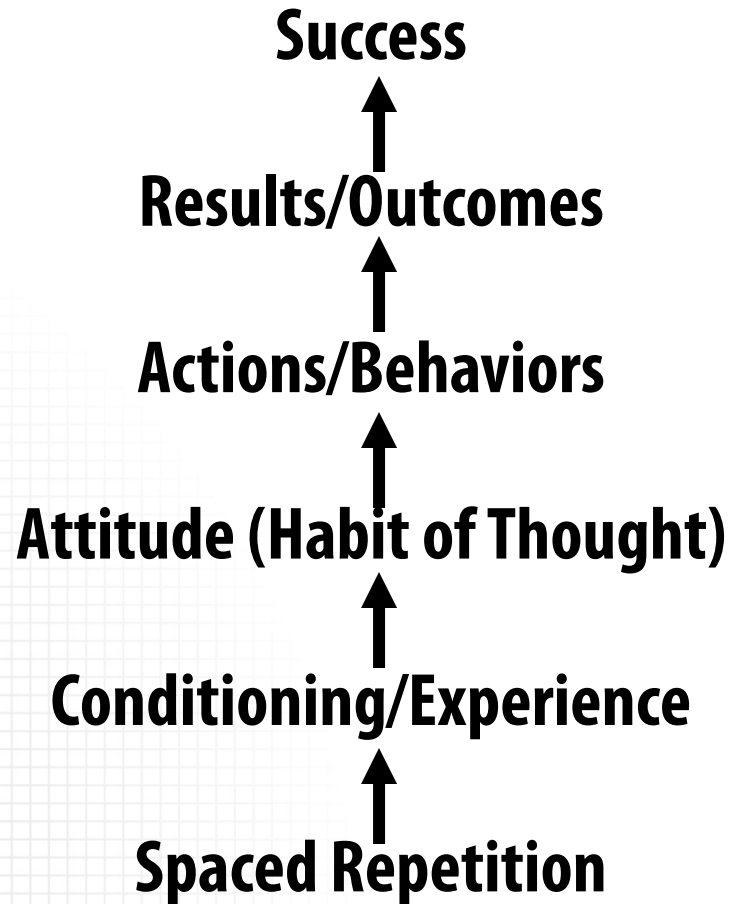 Success
Results/Outcomes
Actions/Behaviors
Attitude (Habit of Thought)
Conditioning/Experience
Spaced Repetition